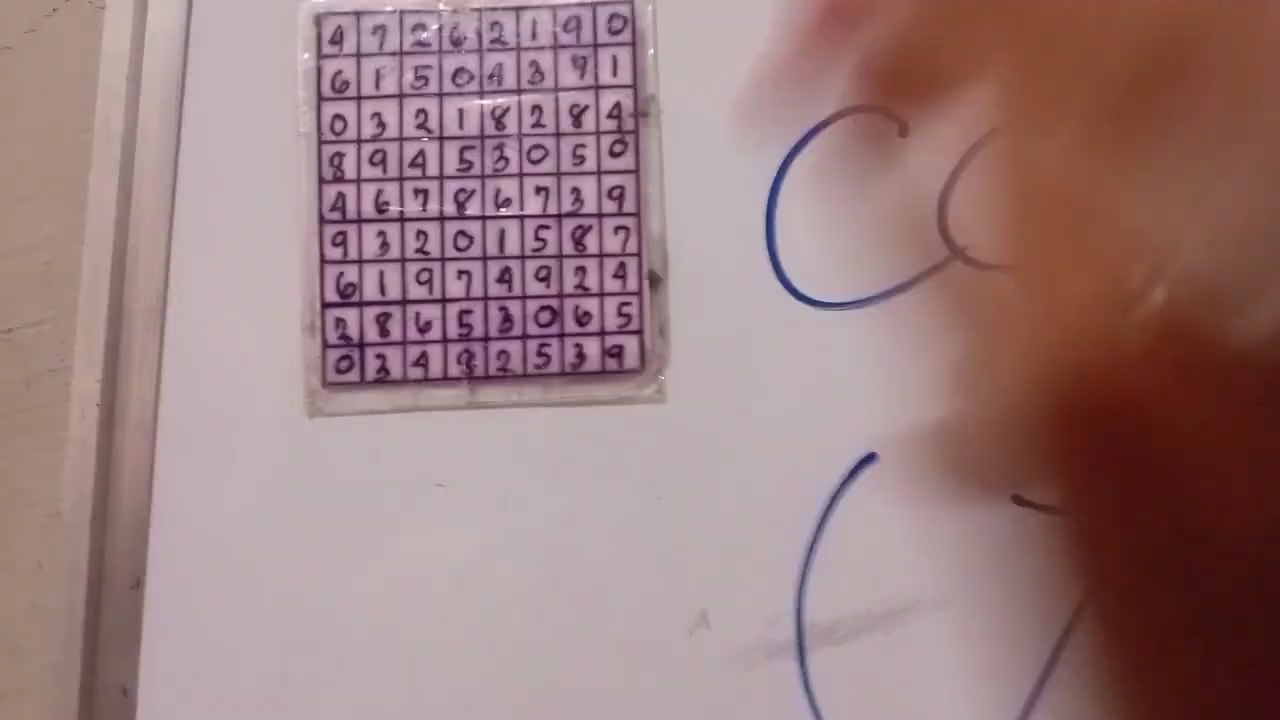 4 7 2 6 2 1 9 0
6 1 5 0 4 3 9 1
0 3 2 1 8 2 8 4
8 9 4 5 3 0 5 0
4 6 7 8 6 7 3 9
9 3 2 0 1 5 8 7
6 1 9 7 4 9 2 4
2 8 6 5 3 0 6 5
0 3 4 8 2 5 3 9